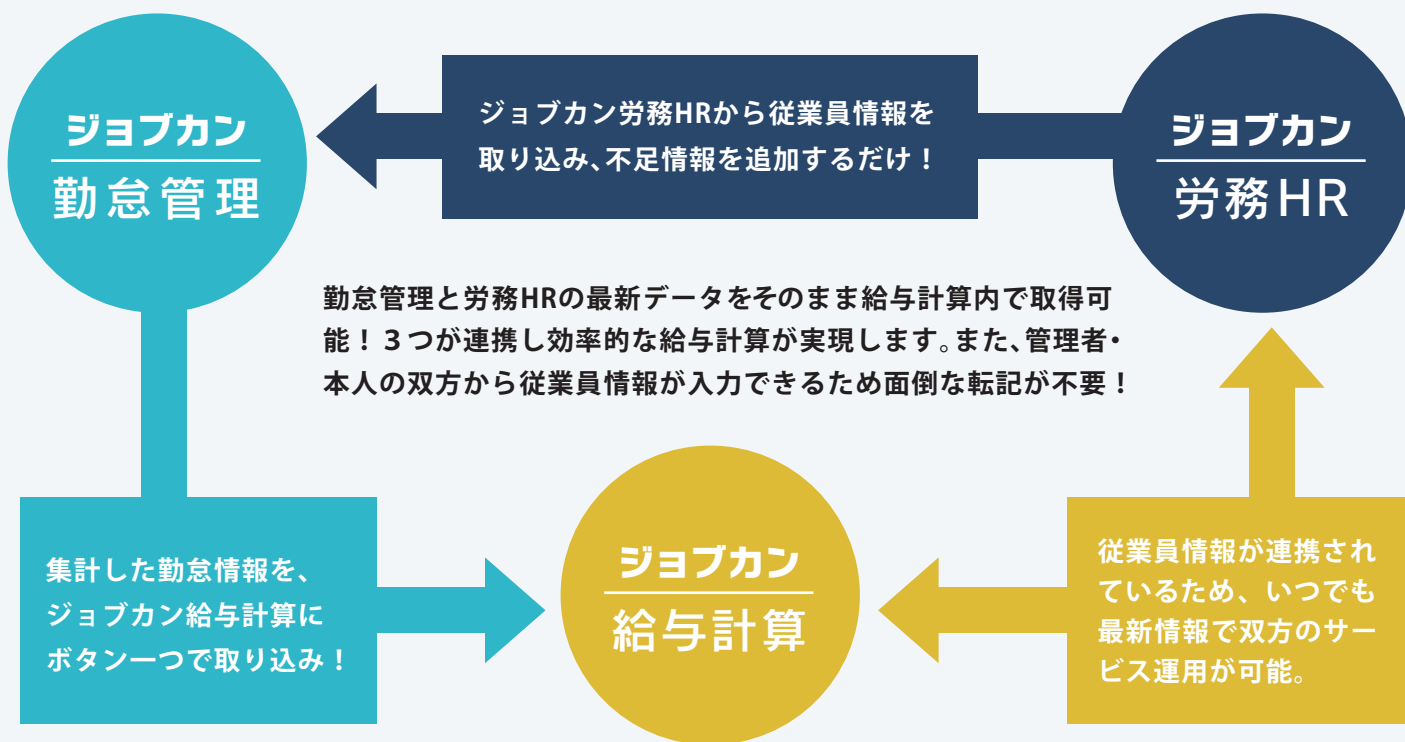 ジョブカン
勤怠管理
ジョブカン労務HRから従業員情報を
取り込み、不足情報を追加するだけ！
ジョブカン
労務HR
勤怠管理と労務HRの最新データをそのまま給与計算内で取得可
能！３つが連携し効率的な給与計算が実現します。また、管理者・
本人の双方から従業員情報が入力できるため面倒な転記が不要！
集計した勤怠情報を、
ジョブカン給与計算に
ボタン一つで取り込み！
ジョブカン
給与計算
従業員情報が連携され
ているため、いつでも
最新情報で双方のサー
ビス運用が可能。